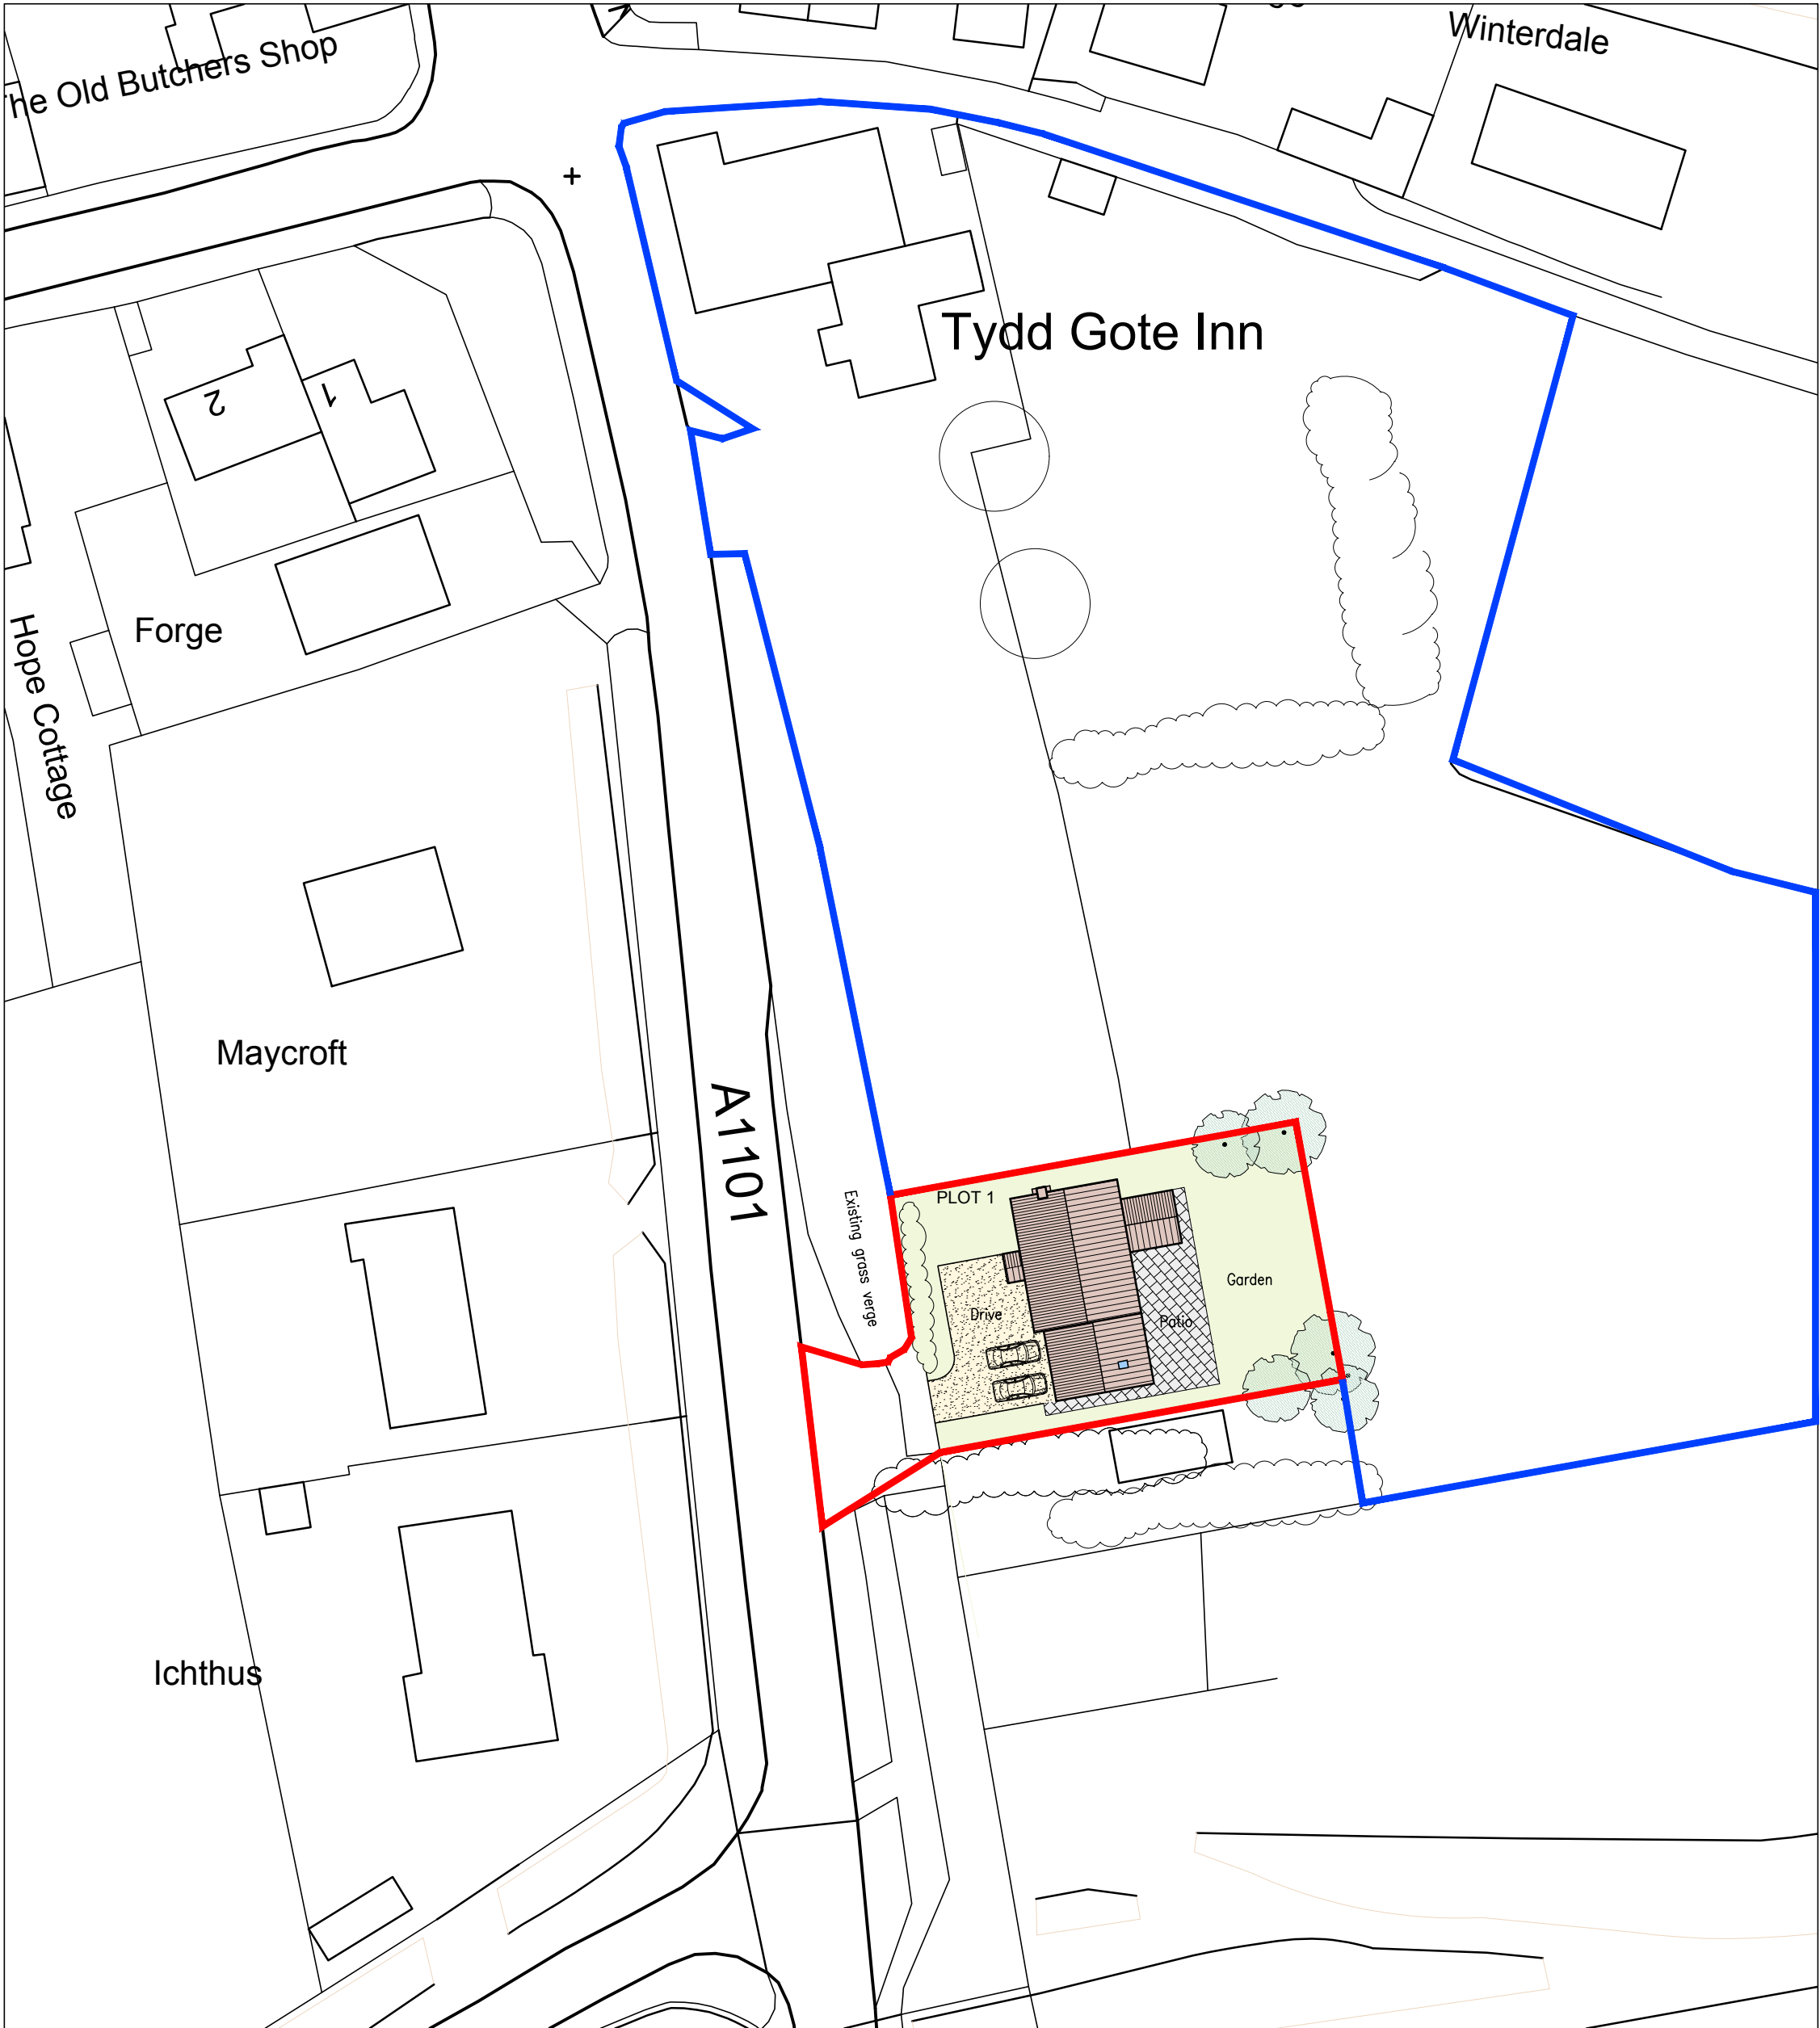 The Old Butchers Shop
Winterdale
Tydd Gote Inn
2
1
Forge
Hope Cottage
Maycroft
A1101
Existing grass verge
PLOT 1
Garden
Drive
Patio
Ichthus